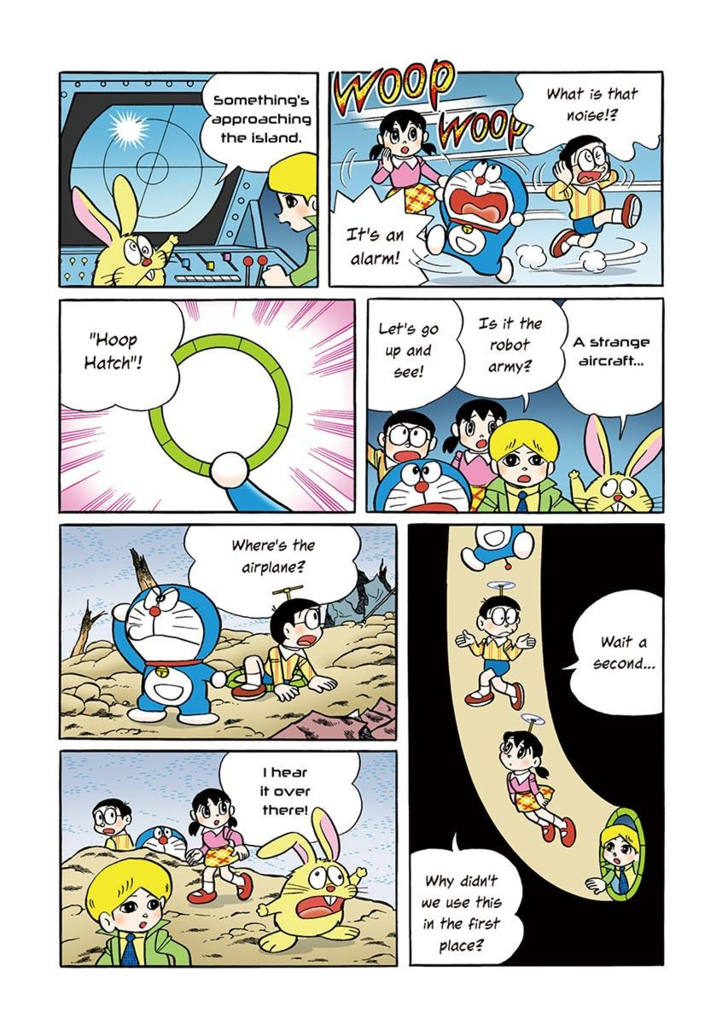 Something's
approaching
the island.
WOOP
WOOP
What is that
noise!?
It's an
alarm!
"Hoop
Hatch"!
Let's go
up and
see!
Is it the
robot
army?
A strange
aircraft...
Where's the
airplane?
Wait a
second...
Why didn't
we use this
in the first
place?
I hear
it over
there!